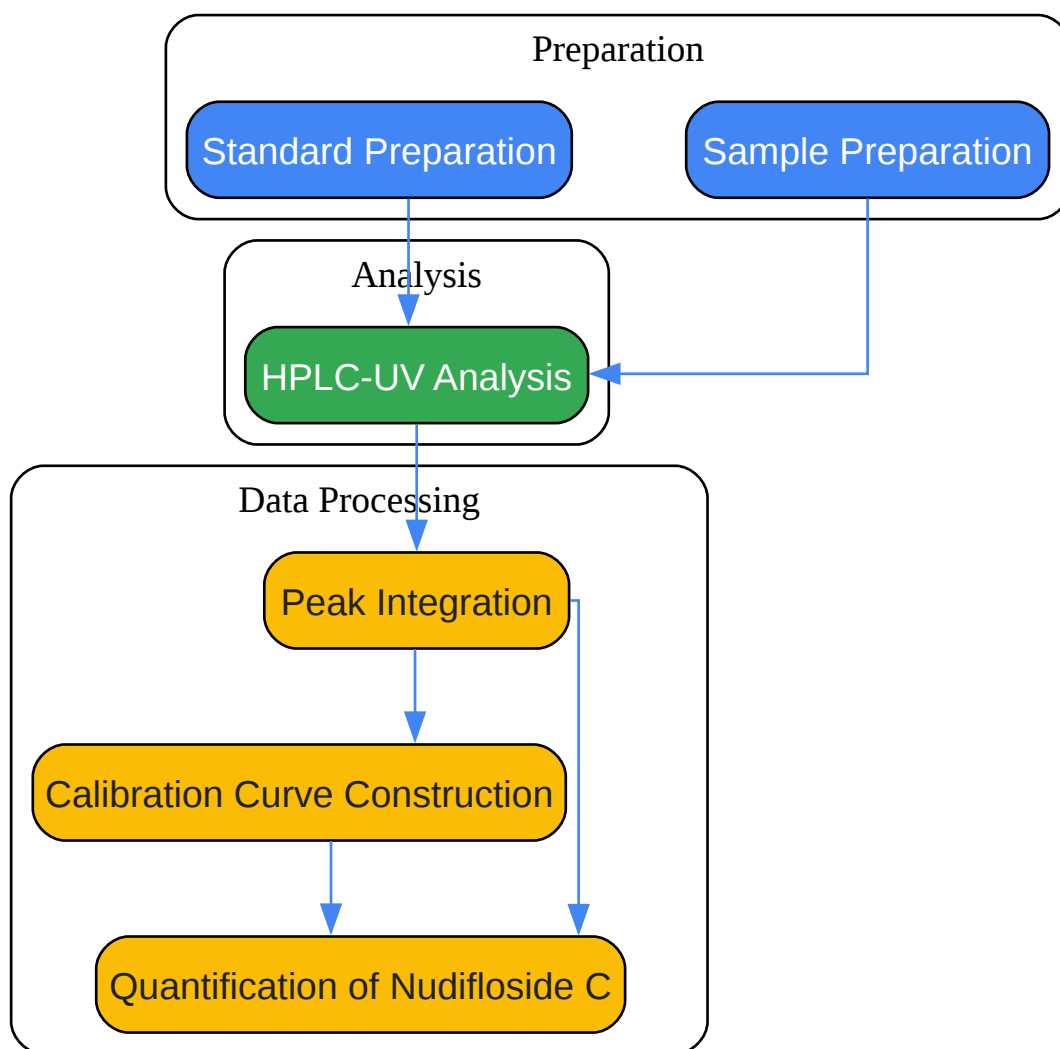 Preparation
Standard Preparation
Sample Preparation
Analysis
HPLC-UV Analysis
Data Processing
Peak Integration
Calibration Curve Construction
Quantification of Nudifloside C